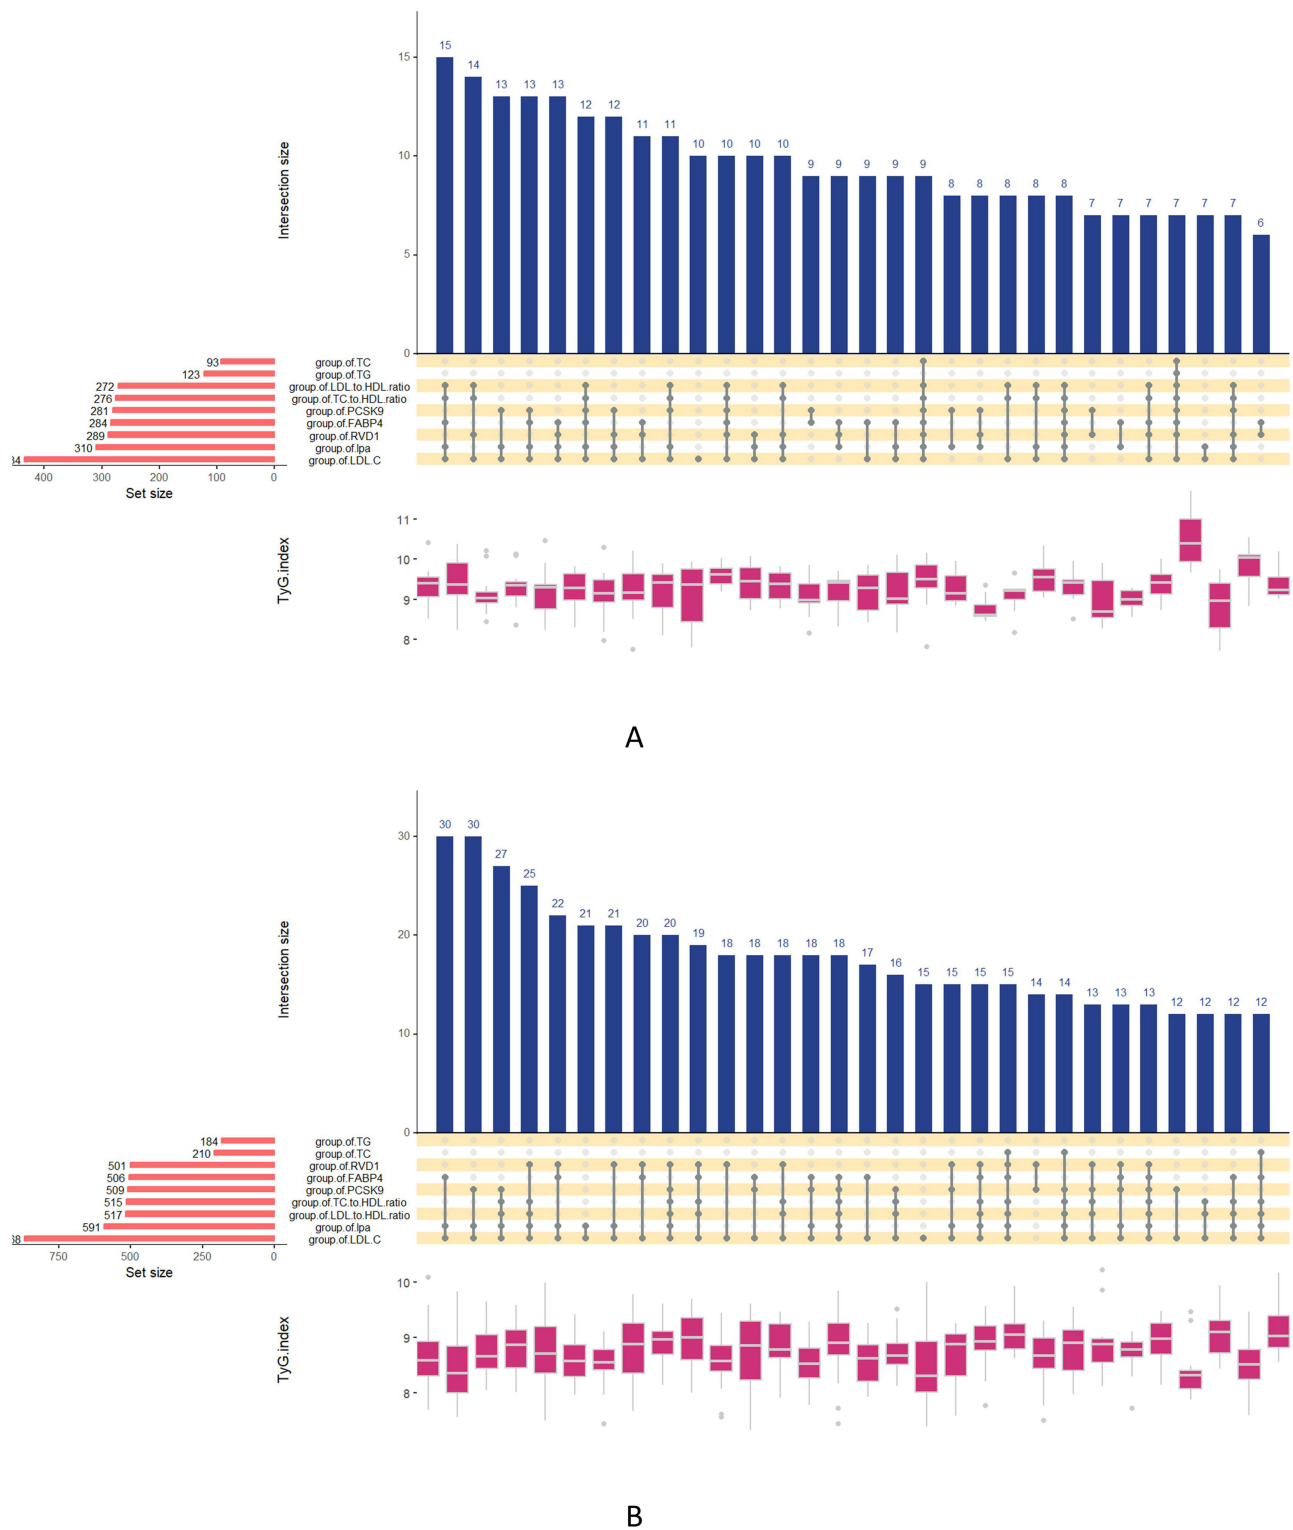 15 14 13 13 13 12 12 11 11 10 10 10 10 9 9 9 9 9 8 8 8 8 8 7 7 7 7 7 7 6
15
10
5
0
Intersection size
93 group.of.TC
123 group.of.TG
272 group.of.LDL.to.HDL.ratio
276 group.of.TC.to.HDL.ratio
281 group.of.PCSK9
284 group.of.FABP4
289 group.of.RVD1
310 group.of.lpa
group.of.LDL.C
400 300 200 100 0
Set size
TyG.index
11
10
9
8
A
30 30 27 25 22 21 21 20 20 19 18 18 18 18 18 17 16 15 15 15 15 14 14 13 13 13 12 12 12 12
30
20
10
0
Intersection size
184 group.of.TG
210 group.of.TC
501 group.of.RVD1
506 group.of.FABP4
509 group.of.PCSK9
515 group.of.TC.to.HDL.ratio
517 group.of.LDL.to.HDL.ratio
591 group.of.lpa
group.of.LDL.C
750 500 250 0
Set size
TyG.index
10
9
8
B